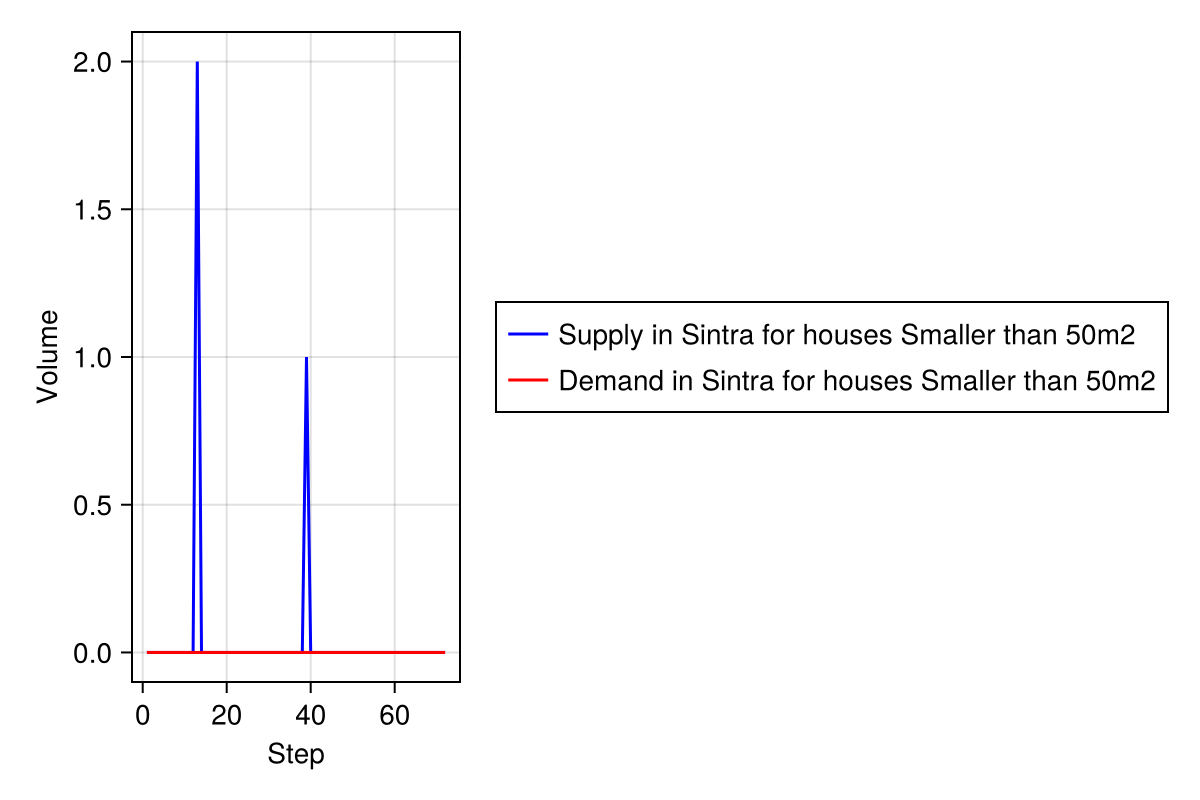 2.0
1.5
1.0
0.5
0.0
Volume
0 20 40 60
Step
Supply in Sintra for houses Smaller than 50m2
Demand in Sintra for houses Smaller than 50m2